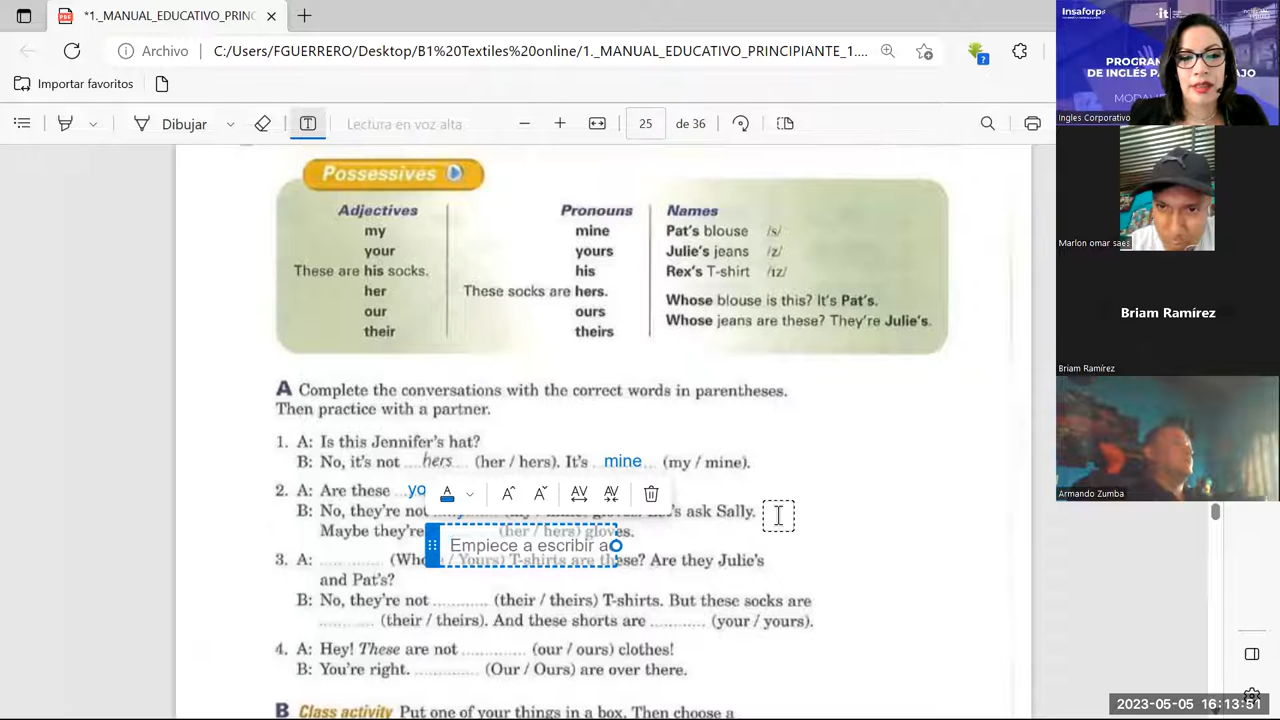 *1_MANUAL_EDUCATIVO_PRINC
Archivo C:/Users/FGUERRERO/Desktop/B1%20Textiles%20online/1._MANUAL_EDUCATIVO_PRINCIPIANTE_1....
Importar favoritos
Dibujar Lectura en voz alta 25 de 36
Possessives
Adjectives Pronouns Names
my mine Pat's blouse /s/
your yours Julie's jeans /z/
These are his socks. his Rex's T-shirt /ɪz/
her These socks are hers. Whose blouse is this? It's Pat's.
our ours Whose jeans are these? They're Julie's.
their theirs
A Complete the conversations with the correct words in parentheses.
Then practice with a partner.
1. A: Is this Jennifer's hat?
B: No, it's not hers (her / hers). It's mine (my / mine).
2. A: Are these yo
B: No, they're not 's ask Sally.
Maybe they're (her / hers) gloves.
Empiece a escribir a
3. A: (Whose / Yours) T-shirts are these? Are they Julie's
and Pat's?
B: No, they're not (their / theirs) T-shirts. But these socks are
(their / theirs). And these shorts are (your / yours).
4. A: Hey! These are not (our / ours) clothes!
B: You're right. (Our / Ours) are over there.
B Class activity Put one of your things in a box. Then choose a
Insaforp
PROGRAM
DE INGLÉS PA AJO
MODAL
Ingles Corporativo
Marlon omar saes
Briam Ramírez
Briam Ramírez
Armando Zumba
2023-05-05 16:13:51